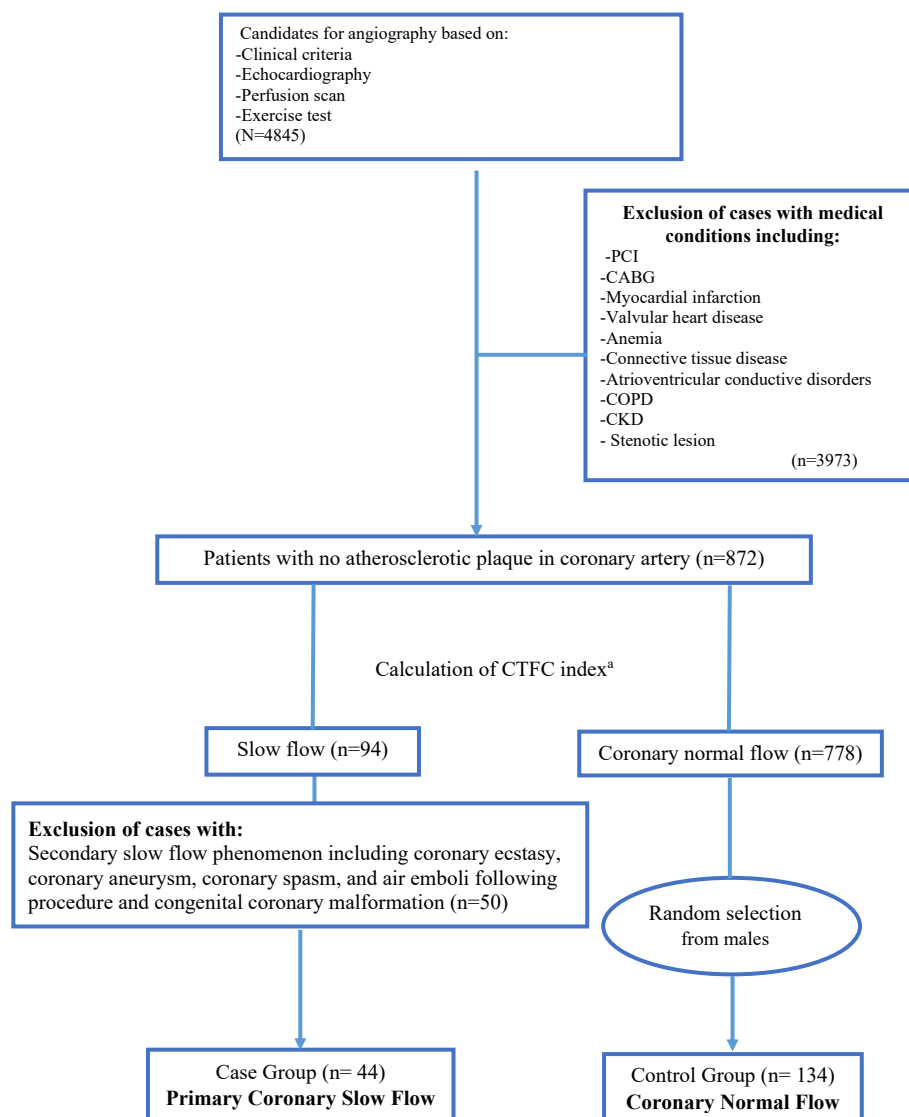 Candidates for angiography based on:
-Clinical criteria
-Echocardiography
-Perfusion scan
-Exercise test
(N=4845)
Exclusion of cases with medical
conditions including:
-PCI
-CABG
-Myocardial infarction
-Valvular heart disease
-Anemia
-Connective tissue disease
-Atrioventricular conductive disorders
-COPD
-CKD
- Stenotic lesion
(n=3973)
Patients with no atherosclerotic plaque in coronary artery (n=872)
Calculation of CTFC indexᵃ
Slow flow (n=94)
Coronary normal flow (n=778)
Exclusion of cases with:
Secondary slow flow phenomenon including coronary ecstasy,
coronary aneurysm, coronary spasm, and air emboli following
procedure and congenital coronary malformation (n=50)
Random selection
from males
Case Group (n= 44)
Primary Coronary Slow Flow
Control Group (n= 134)
Coronary Normal Flow